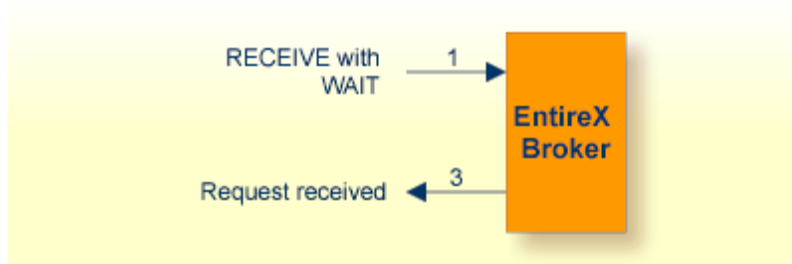 RECEIVE with
WAIT
1
EntireX
Broker
Request received
3